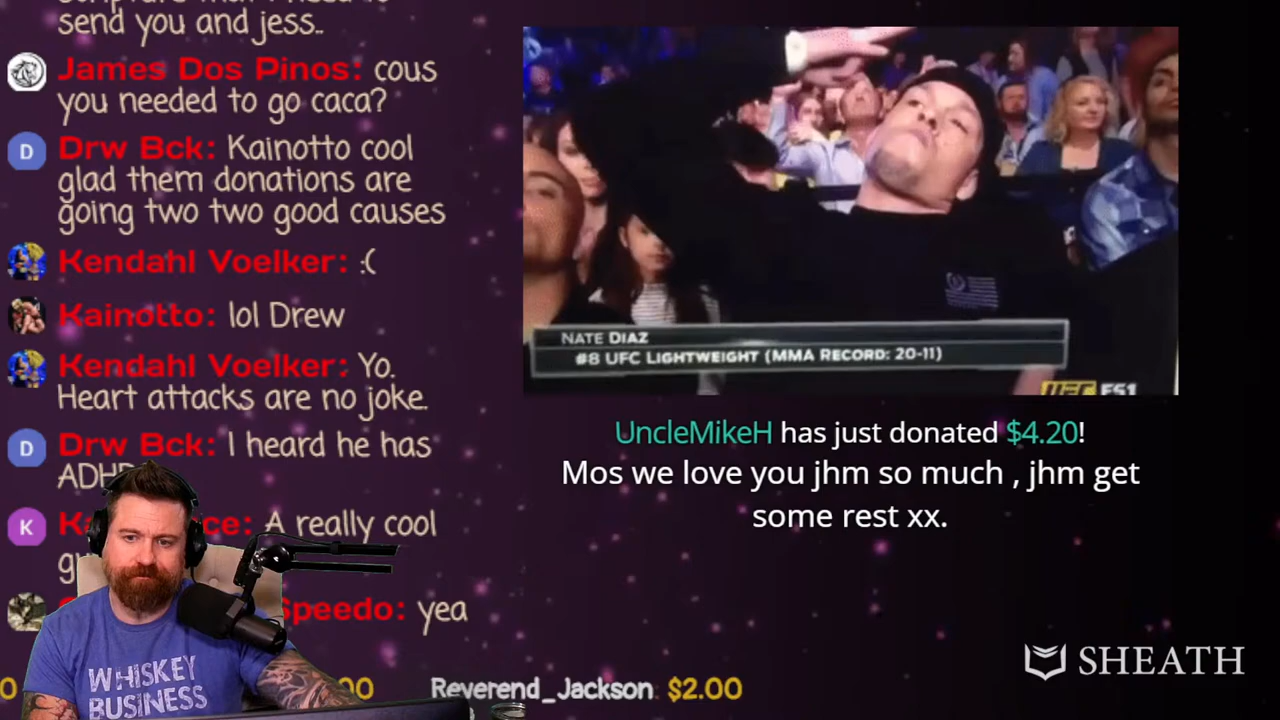 send you and jess..
James Dos Pinos: cous
you needed to go caca?
Drw Bck: Kainotto cool
glad them donations are
going two two good causes
Kendahl Voelker: :(
Kainotto: lol Drew
Kendahl Voelker: Yo.
Heart attacks are no joke.
Drw Bck: I heard he has
ADHD
A really cool
Speedo: yea
WHISKEY
BUSINESS
NATE DIAZ
#8 UFC LIGHTWEIGHT (MMA RECORD: 20-11)
UFC FS1
UncleMikeH has just donated $4.20!
Mos we love you jhm so much , jhm get
some rest xx.
SHEATH
Reverend_Jackson $2.00